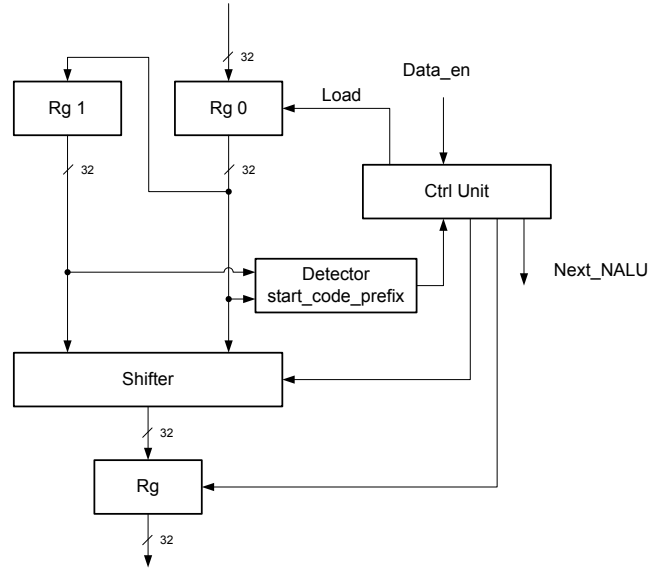 32
Data_en
Rg 1
Rg 0
Load
32
32
Ctrl Unit
Detector
start_code_prefix
Next_NALU
Shifter
32
Rg
32